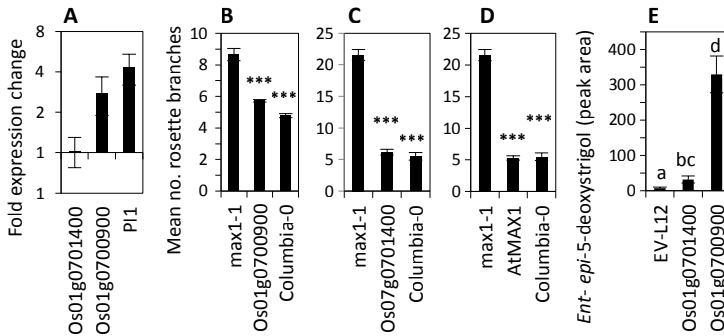 A
Fold expression change
8
4
2
1
1
Os01g0701400
Os01g0700900
PI1
B
Mean no. rosette branches
10
8
6
4
2
0
***
***
max1-1
Os01g0700900
Columbia-0
C
25
20
15
10
5
0
***
***
max1-1
Os07g0701400
Columbia-0
D
25
20
15
10
5
0
***
***
max1-1
AtMAX1
Columbia-0
E
Ent- epi-5-deoxystrigol (peak area)
400
300
200
100
0
a
bc
d
EV-L12
Os01g0701400
Os01g0700900